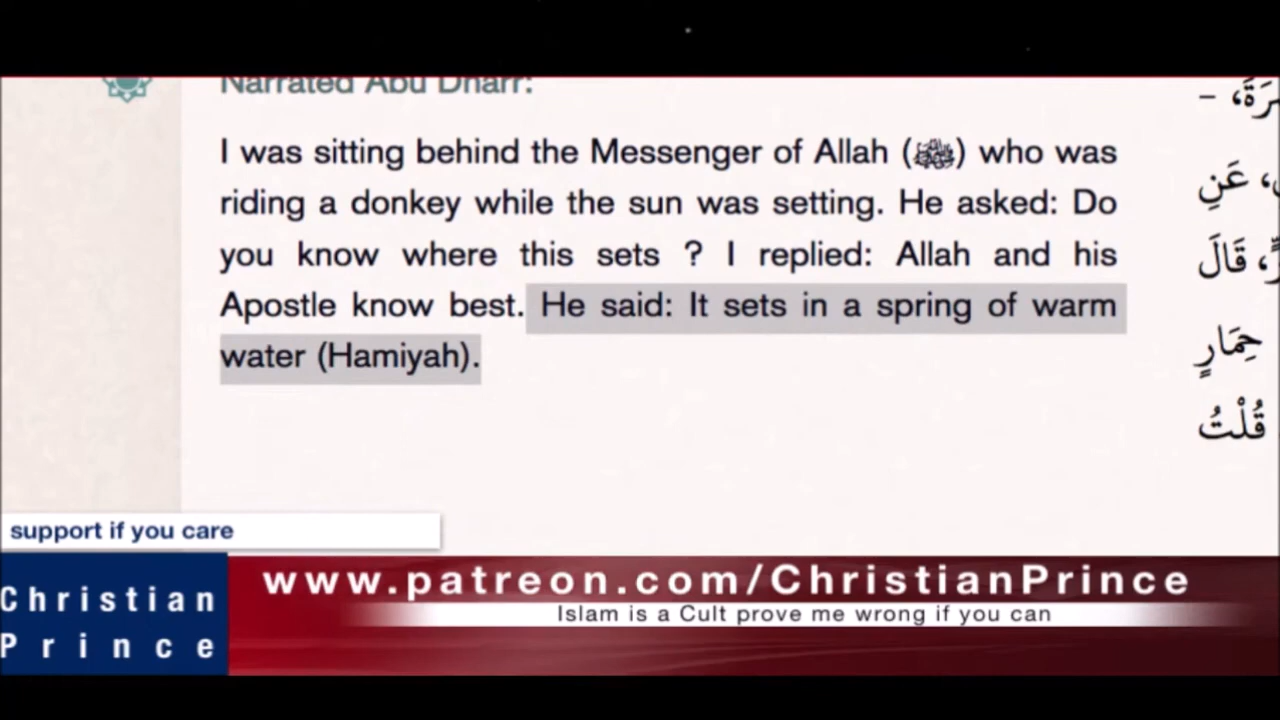 Narrated Abu Dharr:
I was sitting behind the Messenger of Allah (ﷺ) who was
riding a donkey while the sun was setting. He asked: Do
you know where this sets ? I replied: Allah and his
Apostle know best. He said: It sets in a spring of warm
water (Hamiyah).
عَنِ
قَالَ
حِمَارٍ
قُلْتُ
support if you care
Christian
Prince
www.patreon.com/ChristianPrince
Islam is a Cult prove me wrong if you can